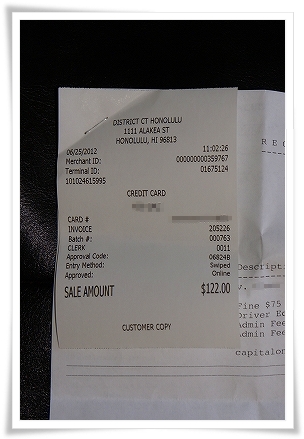 DISTRICT CT HONOLULU
1111 ALAKEA ST
HONOLULU, HI 96813
06/25/2012 11:02:26
Merchant ID: 000000000359767
Terminal ID: 01675124
101024615995
CREDIT CARD
CARD #
INVOICE 205226
Batch #: 000763
CLERK 0011
Approval Code: 06824B
Entry Method: Swiped
Approved: Online
SALE AMOUNT $122.00
CUSTOMER COPY
R E C
Descripti
v.
Fine $75
Driver Ed
Admin Fee
Admin Fee
capitalon